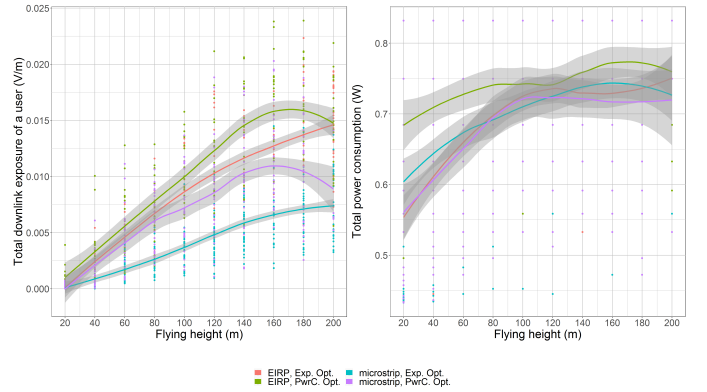 0.025
0.020
0.015
0.010
0.005
0.000
Total downlink exposure of a user (V/m)
20 40 60 80 100 120 140 160 180 200
Flying height (m)
0.8
0.7
0.6
0.5
Total power consumption (W)
20 40 60 80 100 120 140 160 180 200
Flying height (m)
EIRP, Exp. Opt. microstrip, Exp. Opt.
EIRP, PwrC. Opt. microstrip, PwrC. Opt.